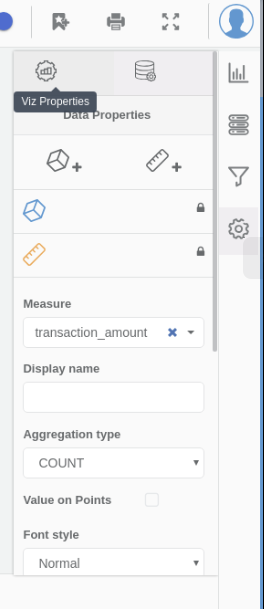 Viz Properties
Data Properties
Measure
transaction_amount
Display name
Aggregation type
COUNT
Value on Points
Font style
Normal